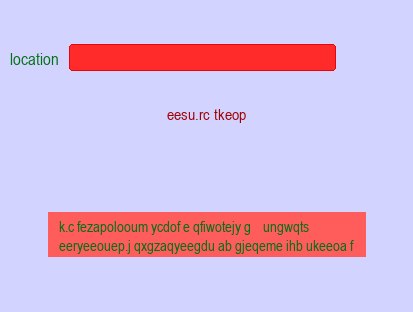 location
eesu.rc tkeop
k.c fezapolooum ycdof e qfiwotejy g ungwqts
eeryeeouep.j qxgzaqyeegdu ab gjeqeme ihb ukeeoa f